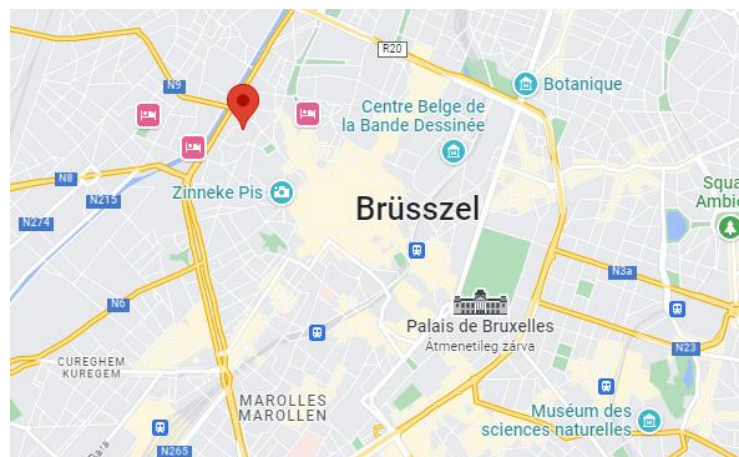 R20
N9
Botanique
Centre Belge de
la Bande Dessinée
N8
N215
Zinneke Pis
Brüsszel
Squa
Ambio
N274
N3a
N6
Palais de Bruxelles
Átmenetileg zárva
N23
CUREGHEM
KUREGEM
MAROLLES
MAROLLEN
Muséum des
sciences naturelles
N265